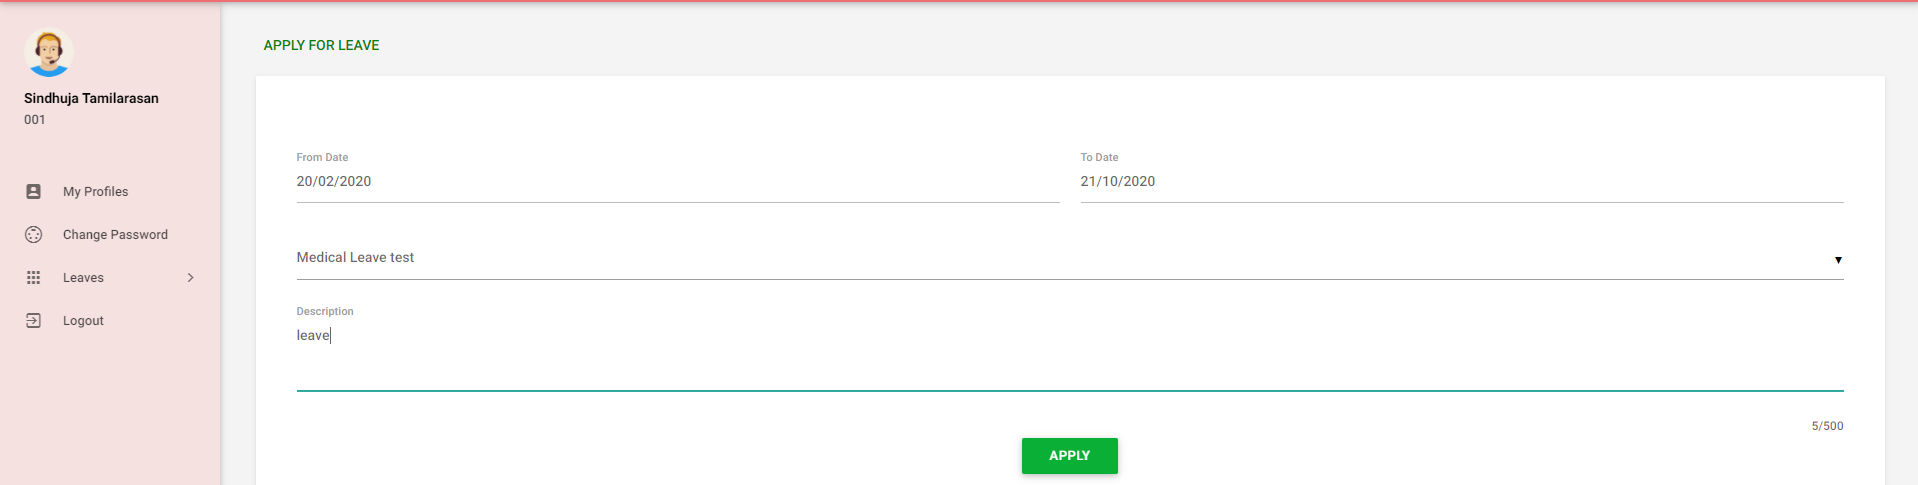 Sindhuja Tamilarasan
001
My Profiles
Change Password
Leaves
Logout
APPLY FOR LEAVE
From Date
20/02/2020
To Date
21/10/2020
Medical Leave test
Description
leave
5/500
APPLY